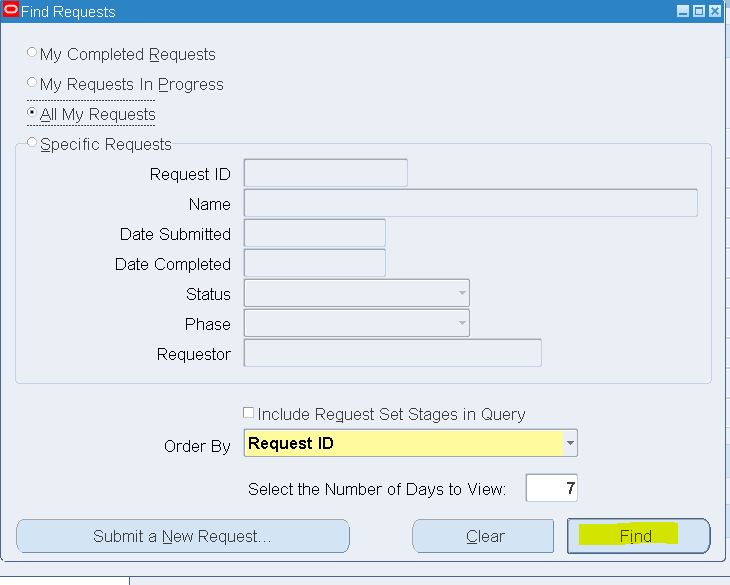 Find Requests
My Completed Requests
My Requests In Progress
All My Requests
Specific Requests
Request ID
Name
Date Submitted
Date Completed
Status
Phase
Requestor
Include Request Set Stages in Query
Order By Request ID
Select the Number of Days to View: 7
Submit a New Request... Clear Find